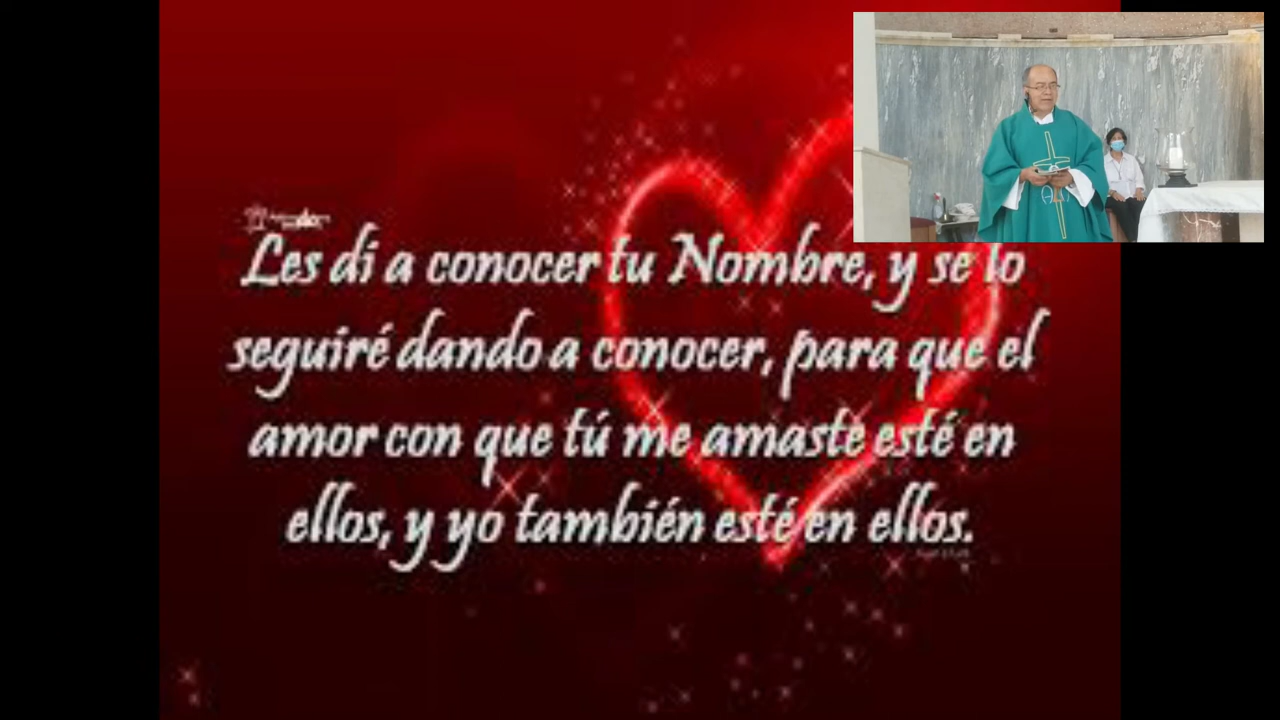 Les di a conocer tu Nombre, y se lo
seguiré dando a conocer, para que el
amor con que tú me amaste esté en
ellos, y yo también esté en ellos.